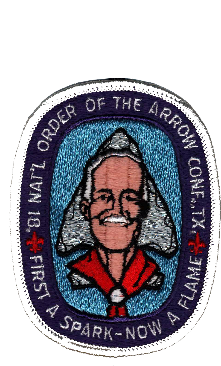 18, NAT'L. ORDER OF THE ARROW CONF., TX.
FIRST A SPARK-NOW A FLAME